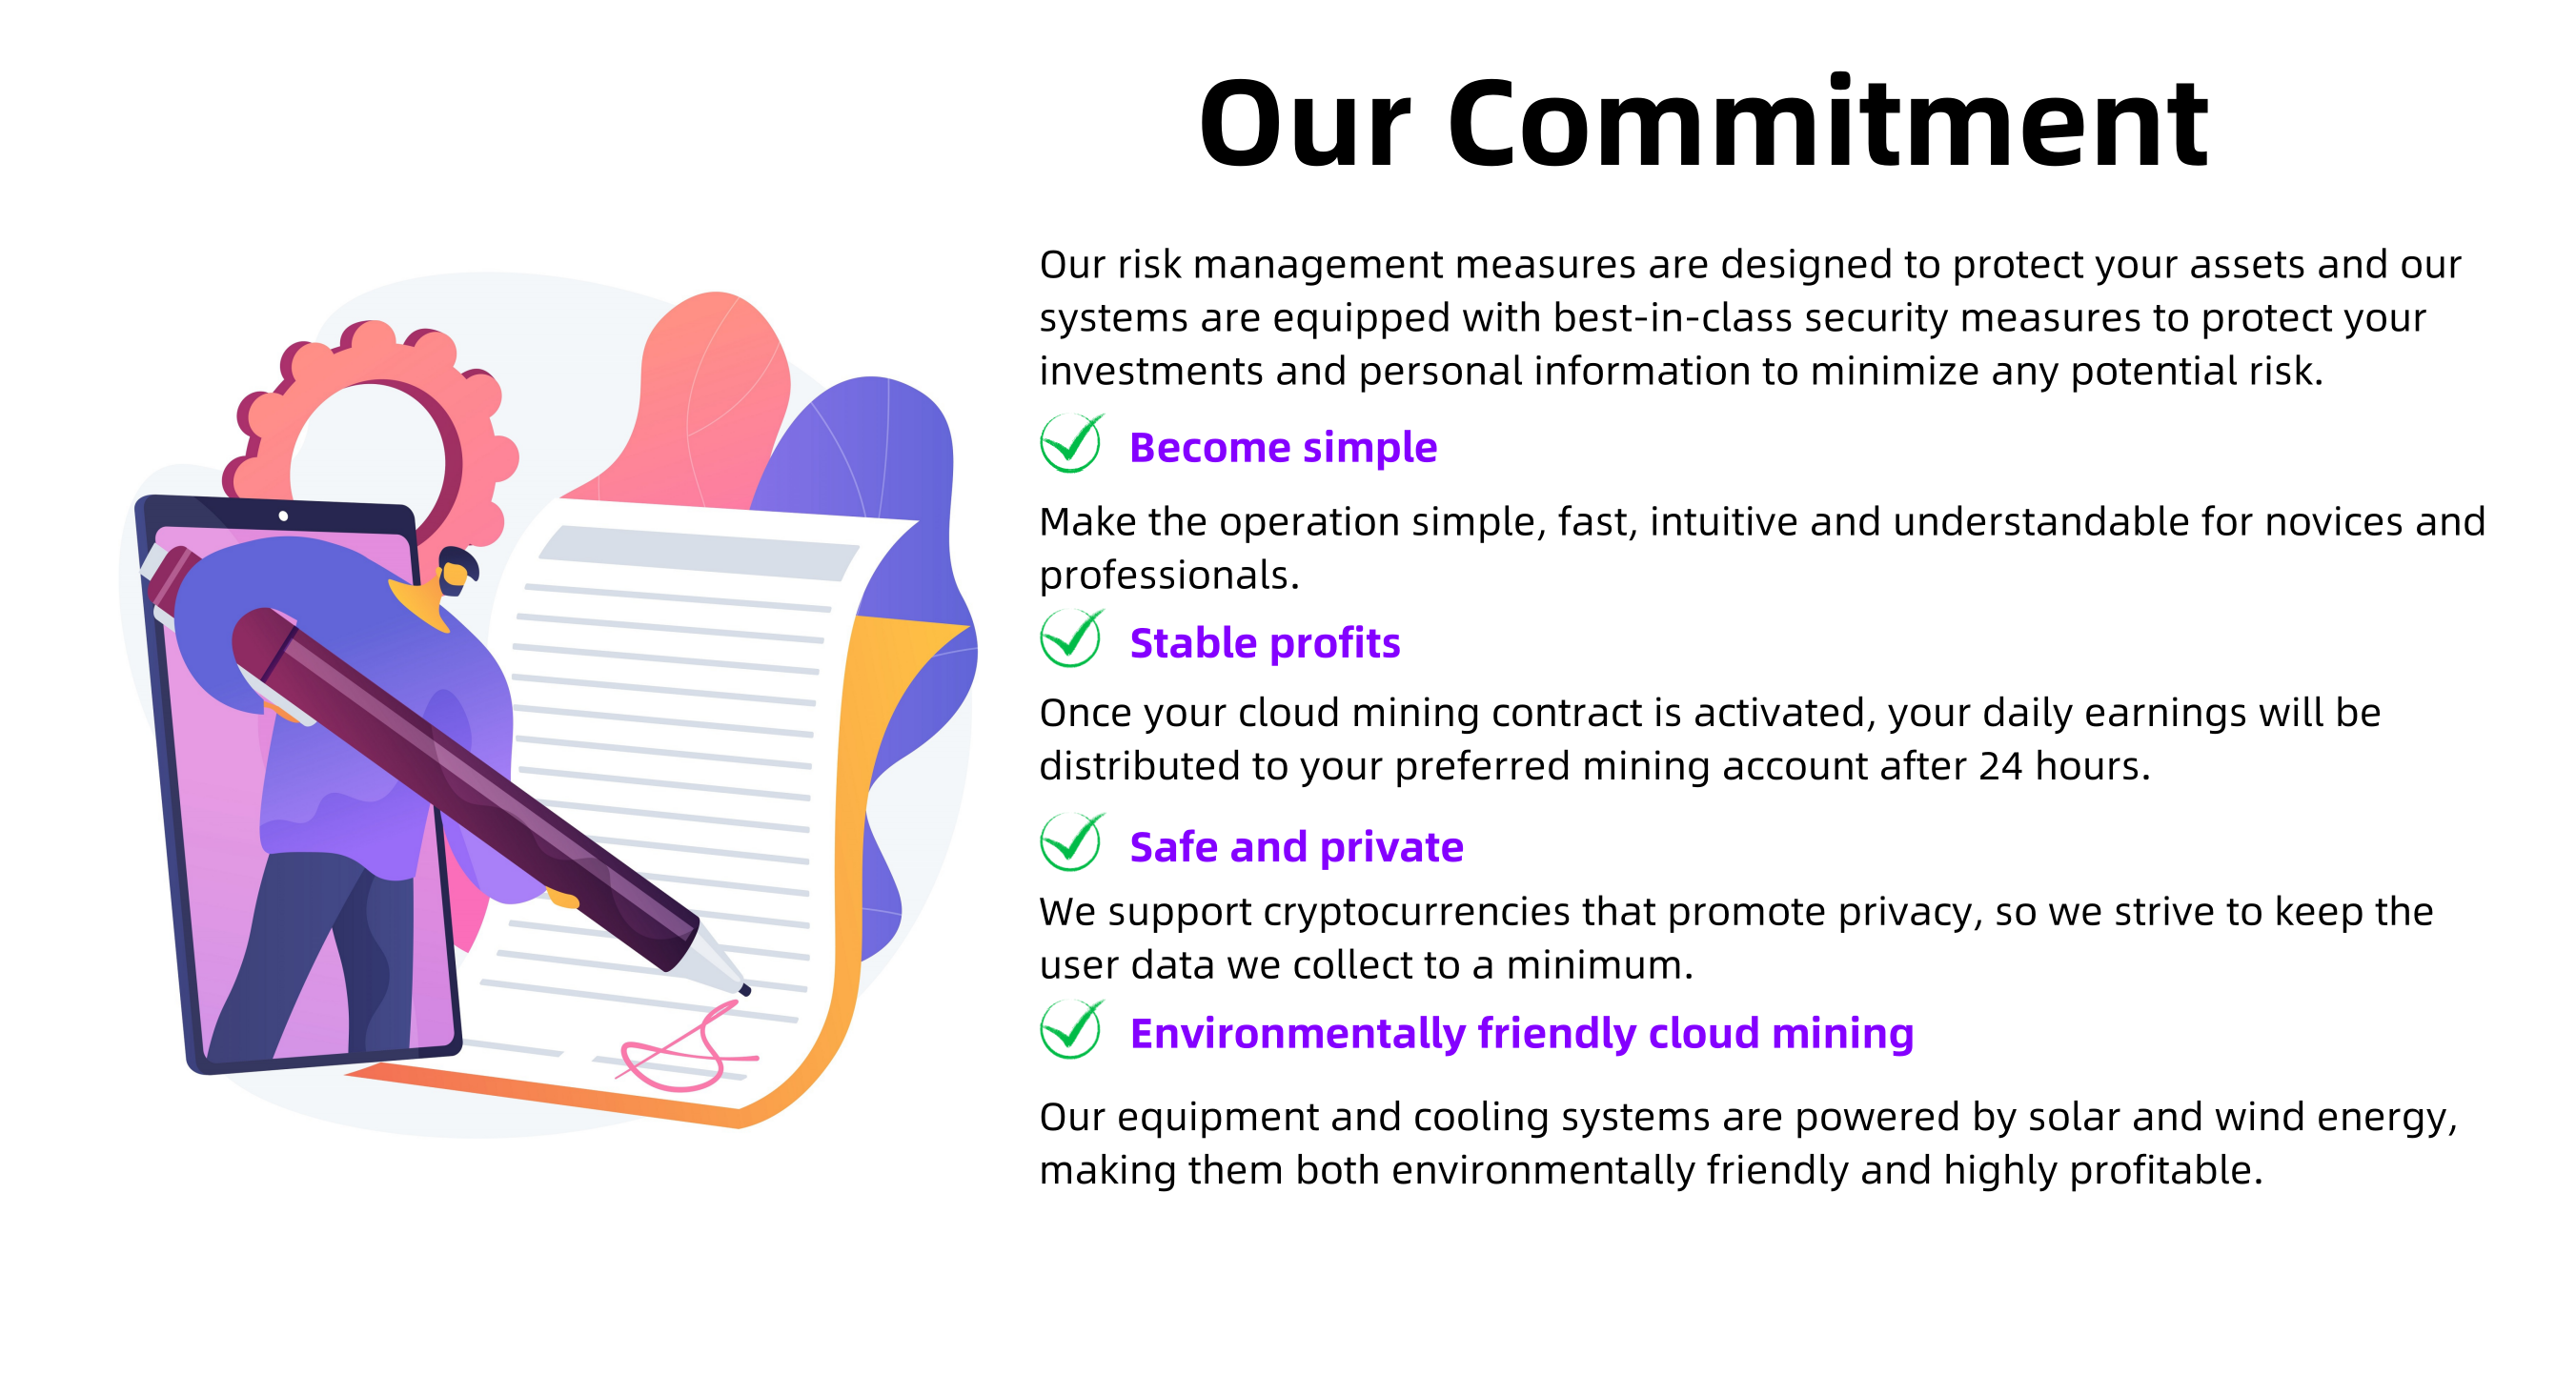 Our Commitment
Our risk management measures are designed to protect your assets and our
systems are equipped with best-in-class security measures to protect your
investments and personal information to minimize any potential risk.
Become simple
Make the operation simple, fast, intuitive and understandable for novices and
professionals.
Stable profits
Once your cloud mining contract is activated, your daily earnings will be
distributed to your preferred mining account after 24 hours.
Safe and private
We support cryptocurrencies that promote privacy, so we strive to keep the
user data we collect to a minimum.
Environmentally friendly cloud mining
Our equipment and cooling systems are powered by solar and wind energy,
making them both environmentally friendly and highly profitable.